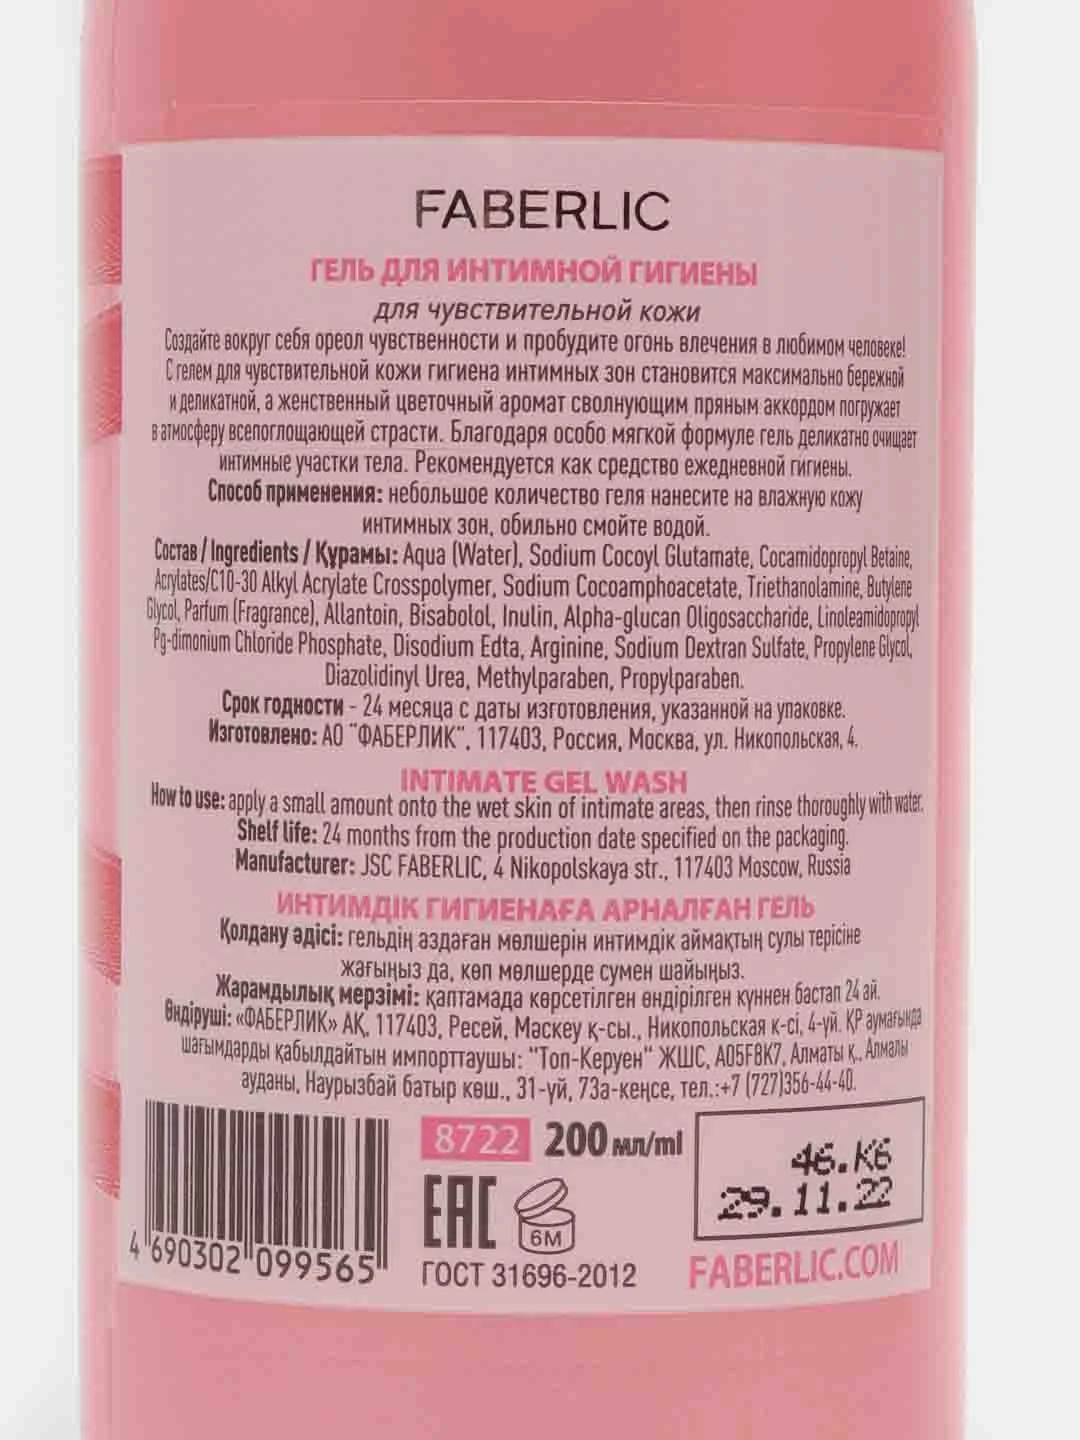 FABERLIC
ГЕЛЬ ДЛЯ ИНТИМНОЙ ГИГИЕНЫ
для чувствительной кожи
Создайте вокруг себя ореол чувственности и пробудите огонь влечения в любимом человеке!
С гелем для чувствительной кожи гигиена интимных зон становится максимально бережной
и деликатной, а женственный цветочный аромат с волнующим пряным аккордом погружает
в атмосферу всепоглощающей страсти. Благодаря особо мягкой формуле гель деликатно очищает
интимные участки тела. Рекомендуется как средство ежедневной гигиены.
Способ применения: небольшое количество геля нанесите на влажную кожу
интимных зон, обильно смойте водой.
Состав / Ingredients / Құрамы: Aqua (Water), Sodium Cocoyl Glutamate, Cocamidopropyl Betaine,
Acrylates/C10-30 Alkyl Acrylate Crosspolymer, Sodium Cocoamphoacetate, Triethanolamine, Butylene
Glycol, Parfum (Fragrance), Allantoin, Bisabolol, Inulin, Alpha-glucan Oligosaccharide, Linoleamidopropyl
Pg-dimonium Chloride Phosphate, Disodium Edta, Arginine, Sodium Dextran Sulfate, Propylene Glycol,
Diazolidinyl Urea, Methylparaben, Propylparaben.
Срок годности - 24 месяца с даты изготовления, указанной на упаковке.
Изготовлено: АО "ФАБЕРЛИК", 117403, Россия, Москва, ул. Никопольская, 4.
INTIMATE GEL WASH
How to use: apply a small amount onto the wet skin of intimate areas, then rinse thoroughly with water.
Shelf life: 24 months from the production date specified on the packaging.
Manufacturer: JSC FABERLIC, 4 Nikopolskaya str., 117403 Moscow, Russia
ИНТИМДІК ГИГИЕНАҒА АРНАЛҒАН ГЕЛЬ
Қолдану әдісі: гельдің аздаған мөлшерін интимдік аймақтың сулы терісіне
жағыңыз да, көп мөлшерде сумен шайыңыз.
Жарамдылық мерзімі: қаптамада көрсетілген өндірілген күннен бастап 24 ай.
Өндіруші: «ФАБЕРЛИК» АҚ, 117403, Ресей, Мәскеу қ-сы., Никопольская к-сі, 4-үй. ҚР аумағында
шағымдарды қабылдайтын импорттаушы: "Топ-Керуен" ЖШС, A05F8K7, Алматы қ., Алмалы
ауданы, Наурызбай батыр көш., 31-үй, 73а-кеңсе, тел.:+7 (727)356-44-40.
8722 200 мл/ml
46.К6
29.11.22
EAC
6M
4 690302 099565
ГОСТ 31696-2012
FABERLIC.COM